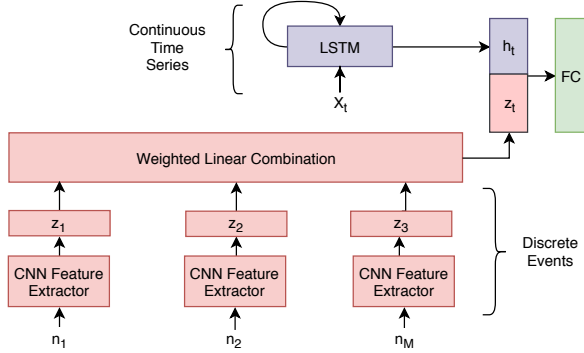 Continuous
Time
Series
LSTM
h_t
FC
z_t
X_t
Weighted Linear Combination
z_1
z_2
z_3
Discrete
Events
CNN Feature
Extractor
CNN Feature
Extractor
CNN Feature
Extractor
n_1
n_2
n_M